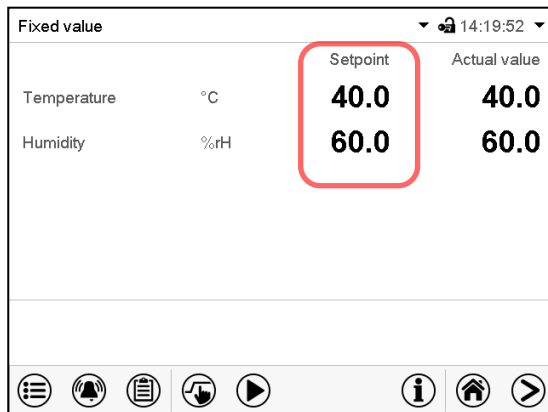 Fixed value 14:19:52
Setpoint Actual value
Temperature °C 40.0 40.0
Humidity %rH 60.0 60.0